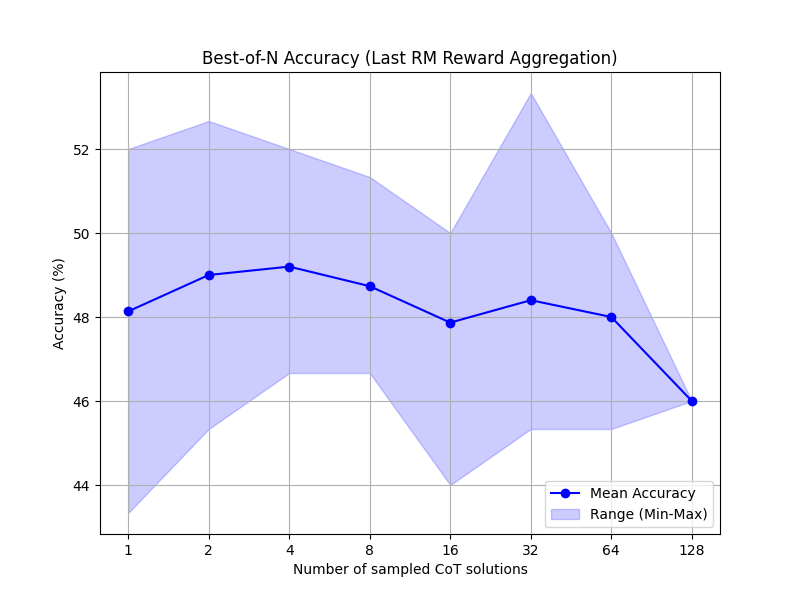 Best-of-N Accuracy (Last RM Reward Aggregation)
Accuracy (%)
52
50
48
46
44
1 2 4 8 16 32 64 128
Number of sampled CoT solutions
Mean Accuracy
Range (Min-Max)